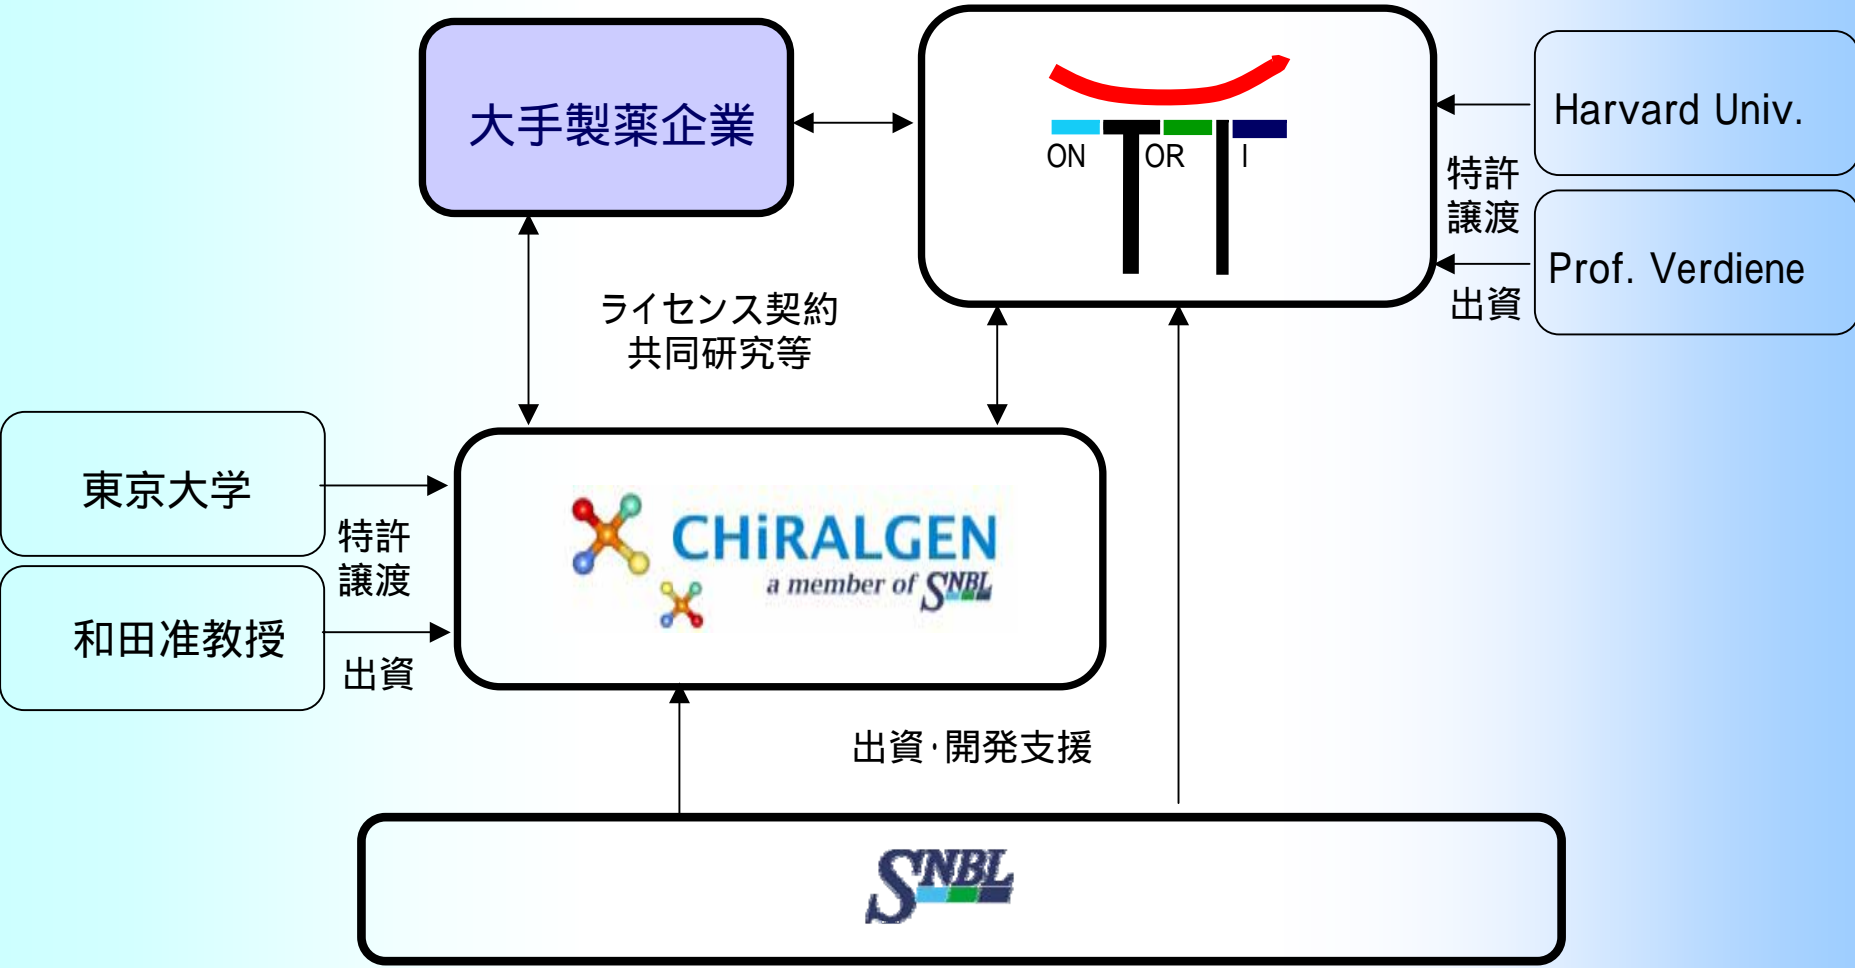 大手製薬企業
ON
OR
I
Harvard Univ.
特許
譲渡
Prof. Verdiene
出資
ライセンス契約
共同研究等
東京大学
特許
譲渡
和田准教授
出資
CHiRALGEN
a member of SNBL
出資・開発支援
SNBL